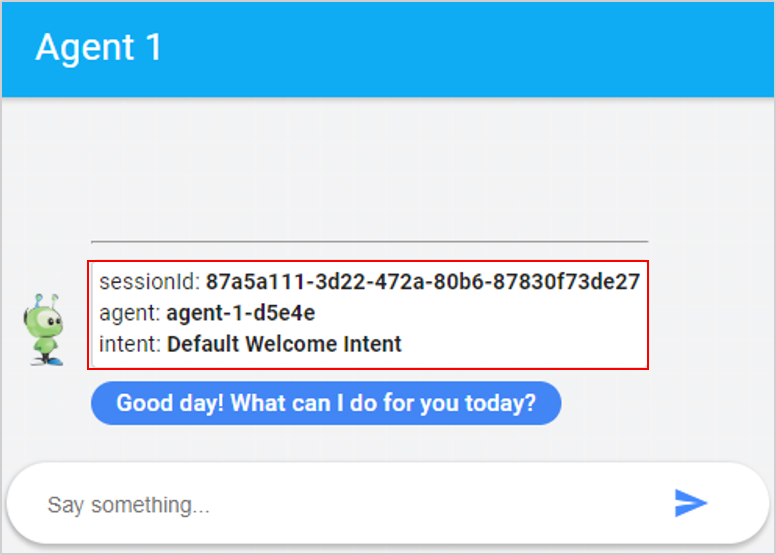 Agent 1
sessionId: 87a5a111-3d22-472a-80b6-87830f73de27
agent: agent-1-d5e4e
intent: Default Welcome Intent
Good day! What can I do for you today?
Say something...